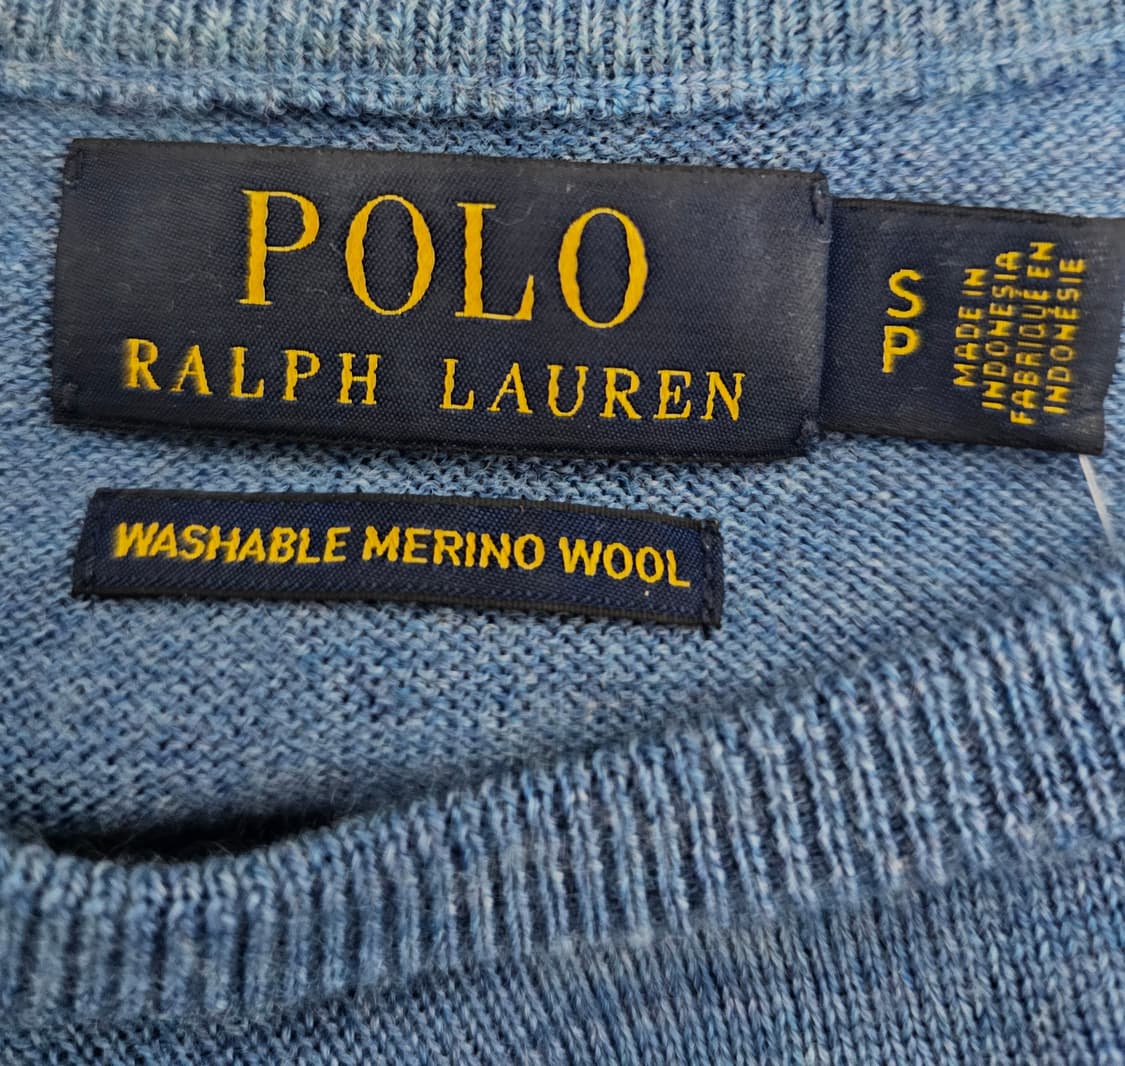 POLO
RALPH LAUREN
S
P
MADE IN
INDONESIA
FABRIQUÉ EN
INDONÉSIE
WASHABLE MERINO WOOL